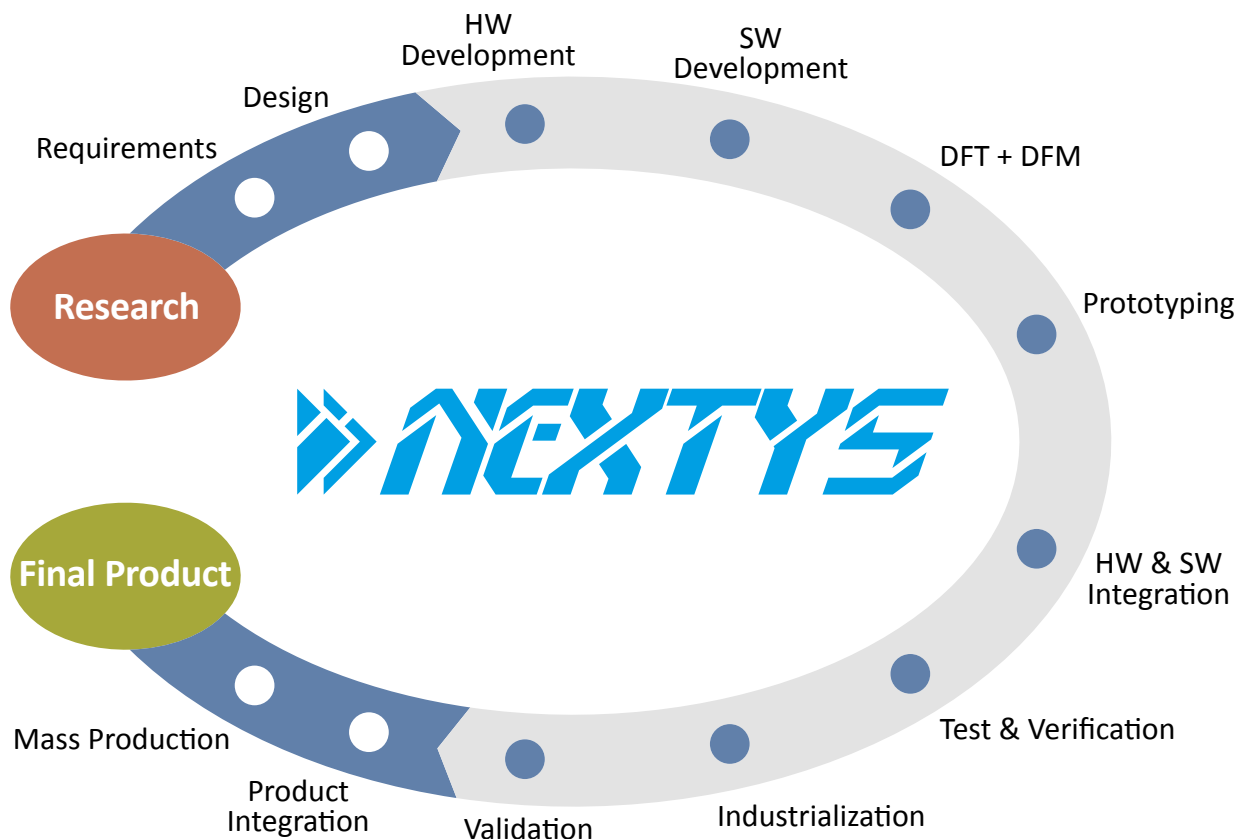 HW
Development
SW
Development
Design
Requirements
DFT + DFM
Research
Prototyping
NEXTYS
Final Product
HW & SW
Integration
Mass Production
Test & Verification
Product
Integration
Validation
Industrialization